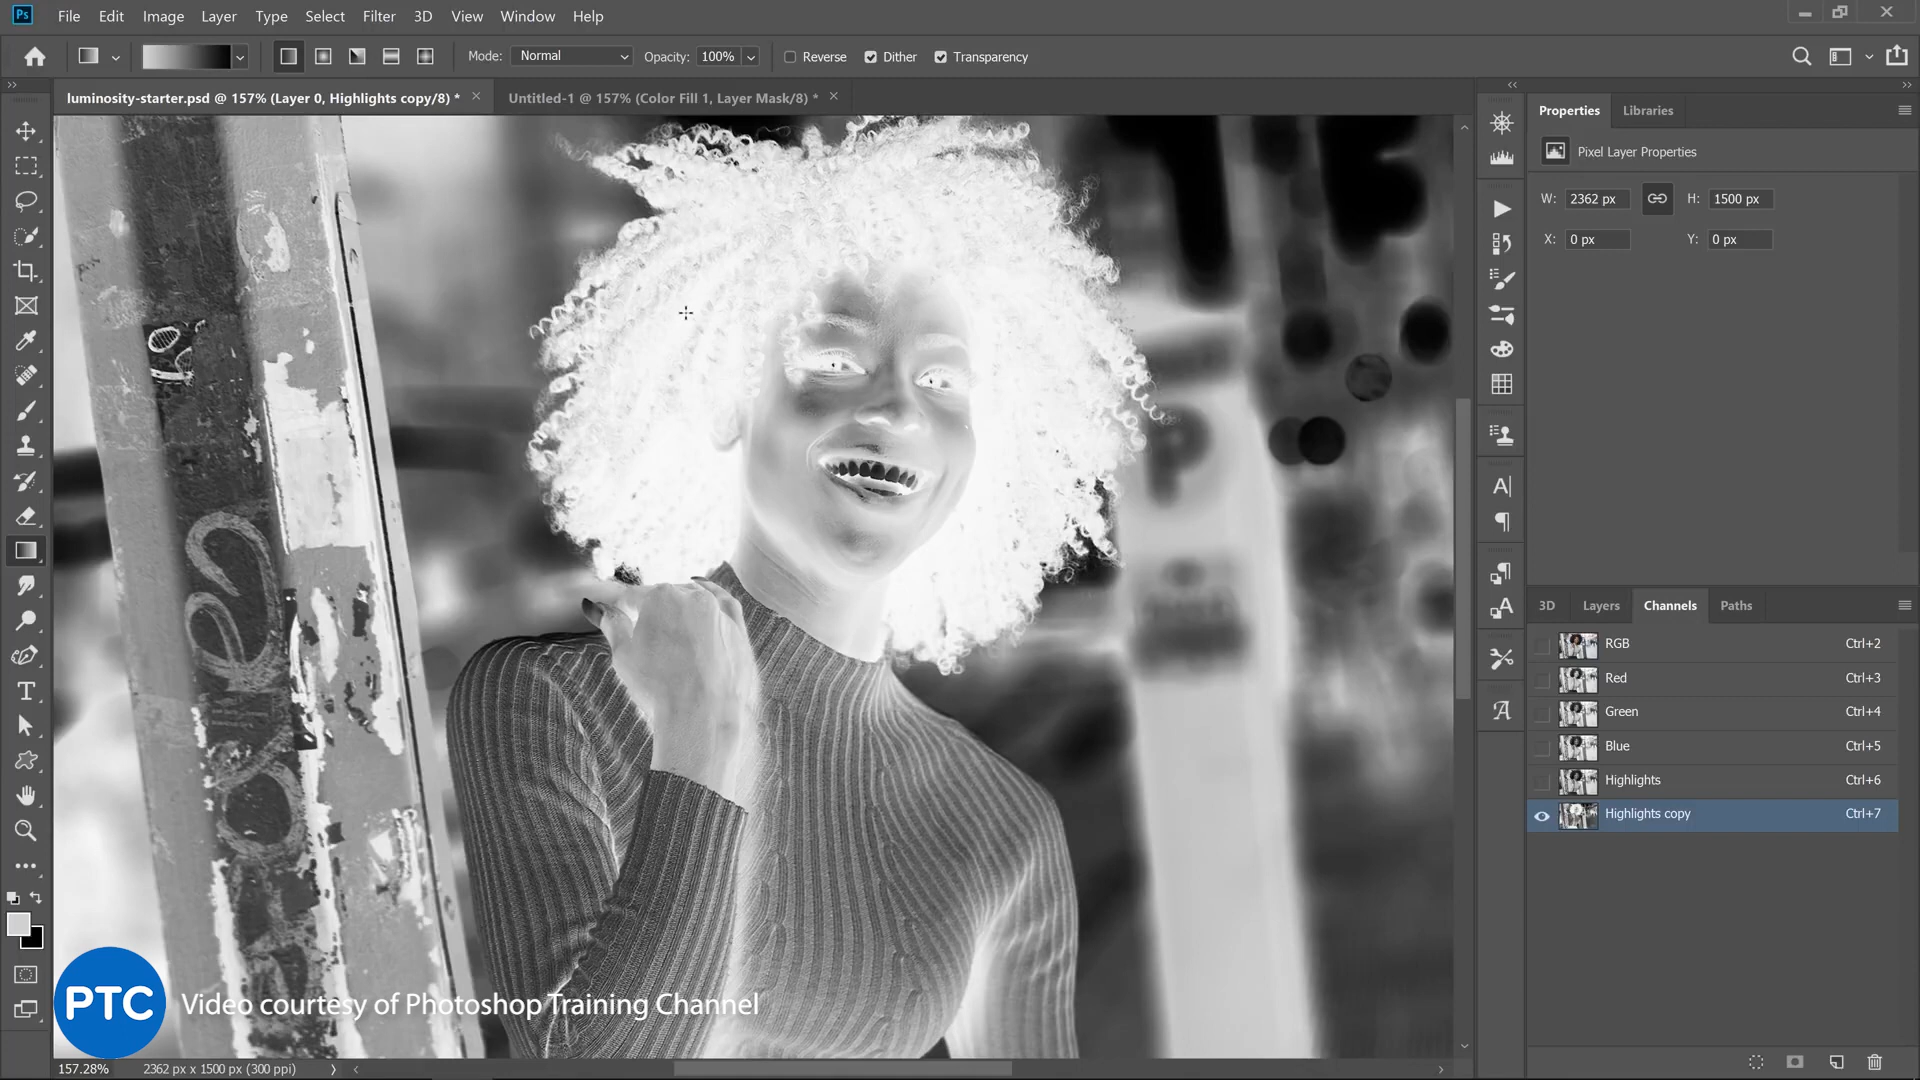 Ps File Edit Image Layer Type Select Filter 3D View Window Help
Mode: Normal Opacity: 100% Reverse Dither Transparency
luminosity-starter.psd @ 157% (Layer 0, Highlights copy/8) * × Untitled-1 @ 157% (Color Fill 1, Layer Mask/8) * ×
Properties Libraries
Pixel Layer Properties
W: 2362 px H: 1500 px
X: 0 px Y: 0 px
3D Layers Channels Paths
RGB Ctrl+2
Red Ctrl+3
Green Ctrl+4
Blue Ctrl+5
Highlights Ctrl+6
Highlights copy Ctrl+7
PTC Video courtesy of Photoshop Training Channel
157.28% 2362 px x 1500 px (300 ppi)